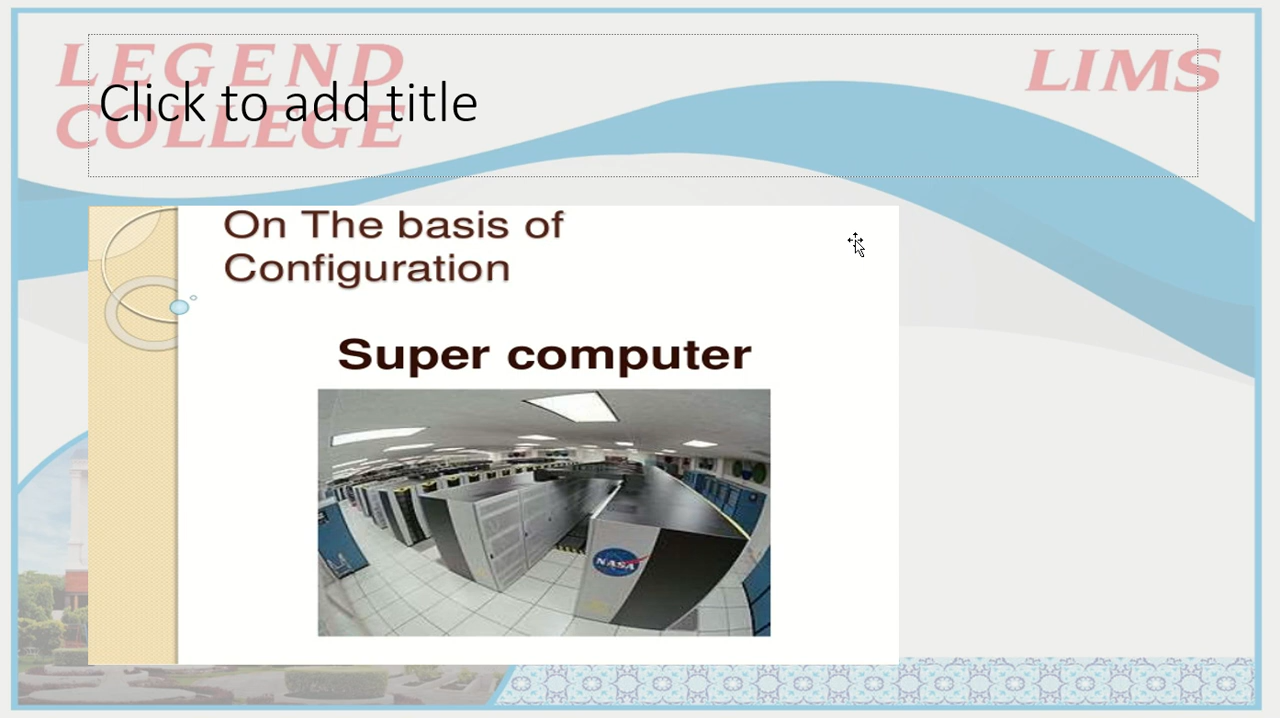 LEGEND
COLLEGE
LIMS
Click to add title
On The basis of
Configuration
Super computer
NASA